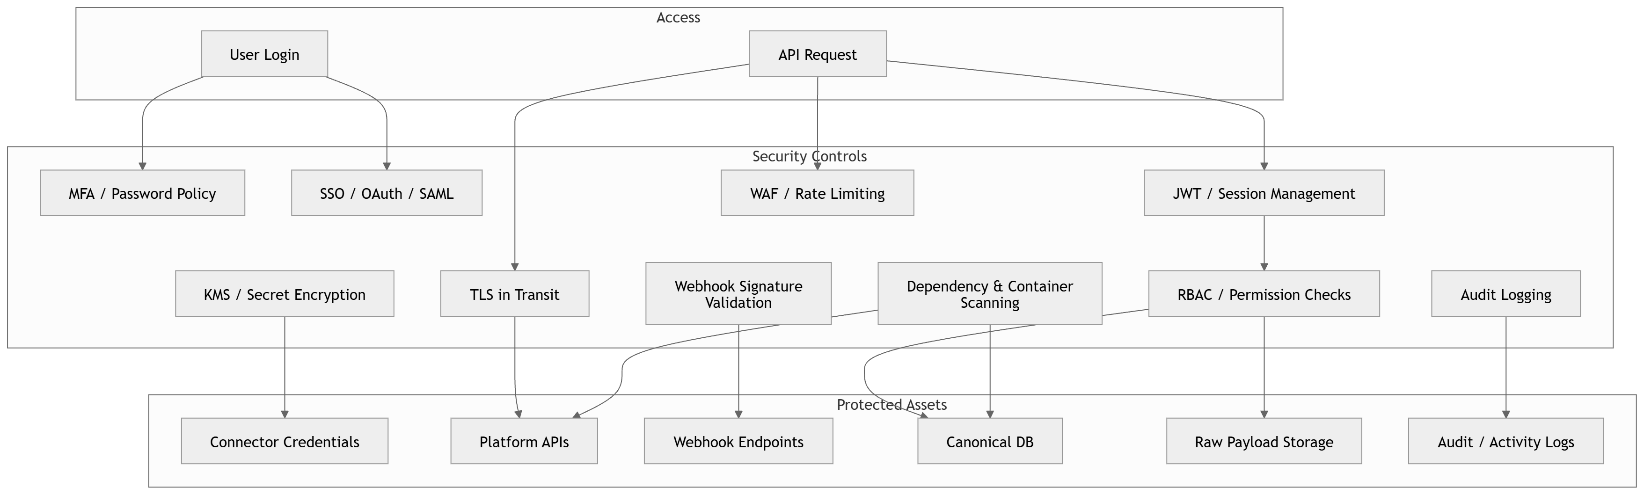 Access
User Login
API Request
Security Controls
MFA / Password Policy
SSO / OAuth / SAML
WAF / Rate Limiting
JWT / Session Management
KMS / Secret Encryption
TLS in Transit
Webhook Signature
Validation
Dependency & Container
Scanning
RBAC / Permission Checks
Audit Logging
Protected Assets
Connector Credentials
Platform APIs
Webhook Endpoints
Canonical DB
Raw Payload Storage
Audit / Activity Logs